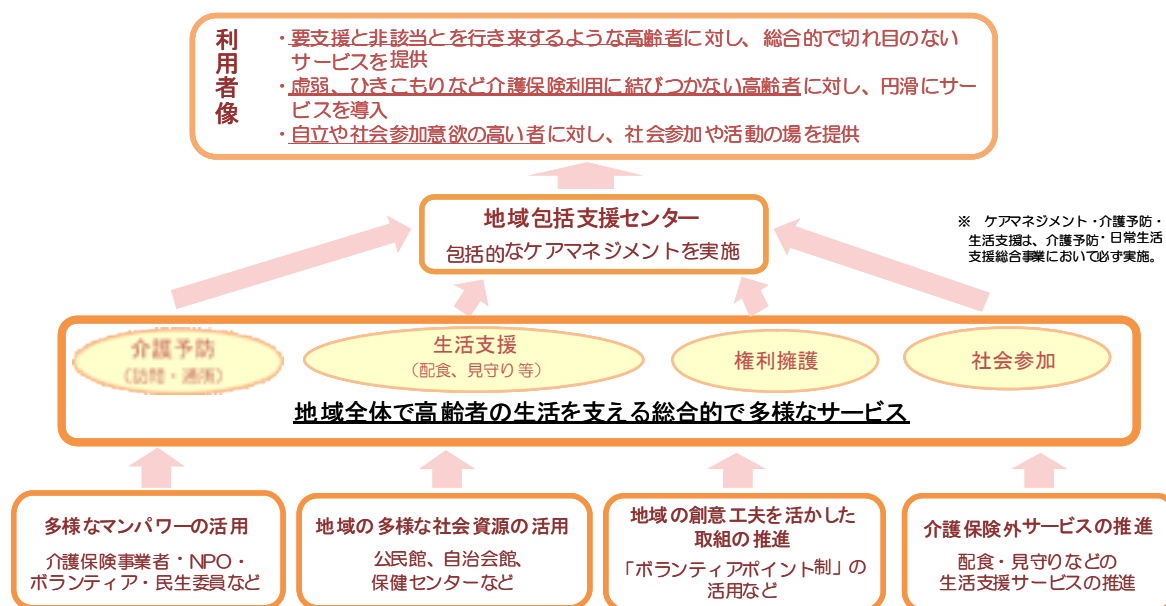 利用者像
・要支援と非該当とを行き来するような高齢者に対し、総合的で切れ目のない
サービスを提供
・虚弱、ひきこもりなど介護保険利用に結びつかない高齢者に対し、円滑にサー
ビスを導入
・自立や社会参加意欲の高い者に対し、社会参加や活動の場を提供
地域包括支援センター
包括的なケアマネジメントを実施
※ ケアマネジメント・介護予防・
生活支援は、介護予防・日常生活
支援総合事業において必ず実施。
介護予防
（訪問・通所）
生活支援
（配食、見守り等）
権利擁護
社会参加
地域全体で高齢者の生活を支える総合的で多様なサービス
多様なマンパワーの活用
介護保険事業者・NPO・
ボランティア・民生委員など
地域の多様な社会資源の活用
公民館、自治会館、
保健センターなど
地域の創意工夫を活かした
取組の推進
「ボランティアポイント制」の
活用など
介護保険外サービスの推進
配食・見守りなどの
生活支援サービスの推進